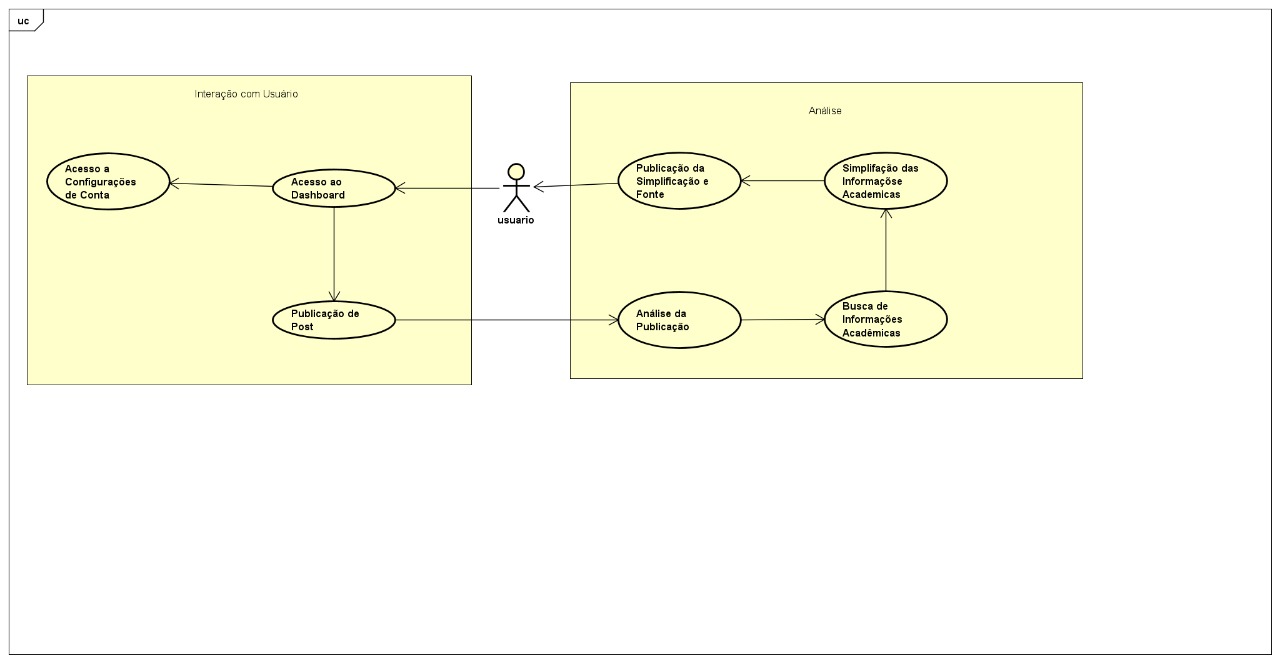 uc
Interação com Usuário
Acesso a
Configurações
de Conta
Acesso ao
Dashboard
Publicação de
Post
usuario
Análise
Publicação da
Simplificação e
Fonte
Simplifação das
Informaçõse
Academicas
Análise da
Publicação
Busca de
Informações
Acadêmicas